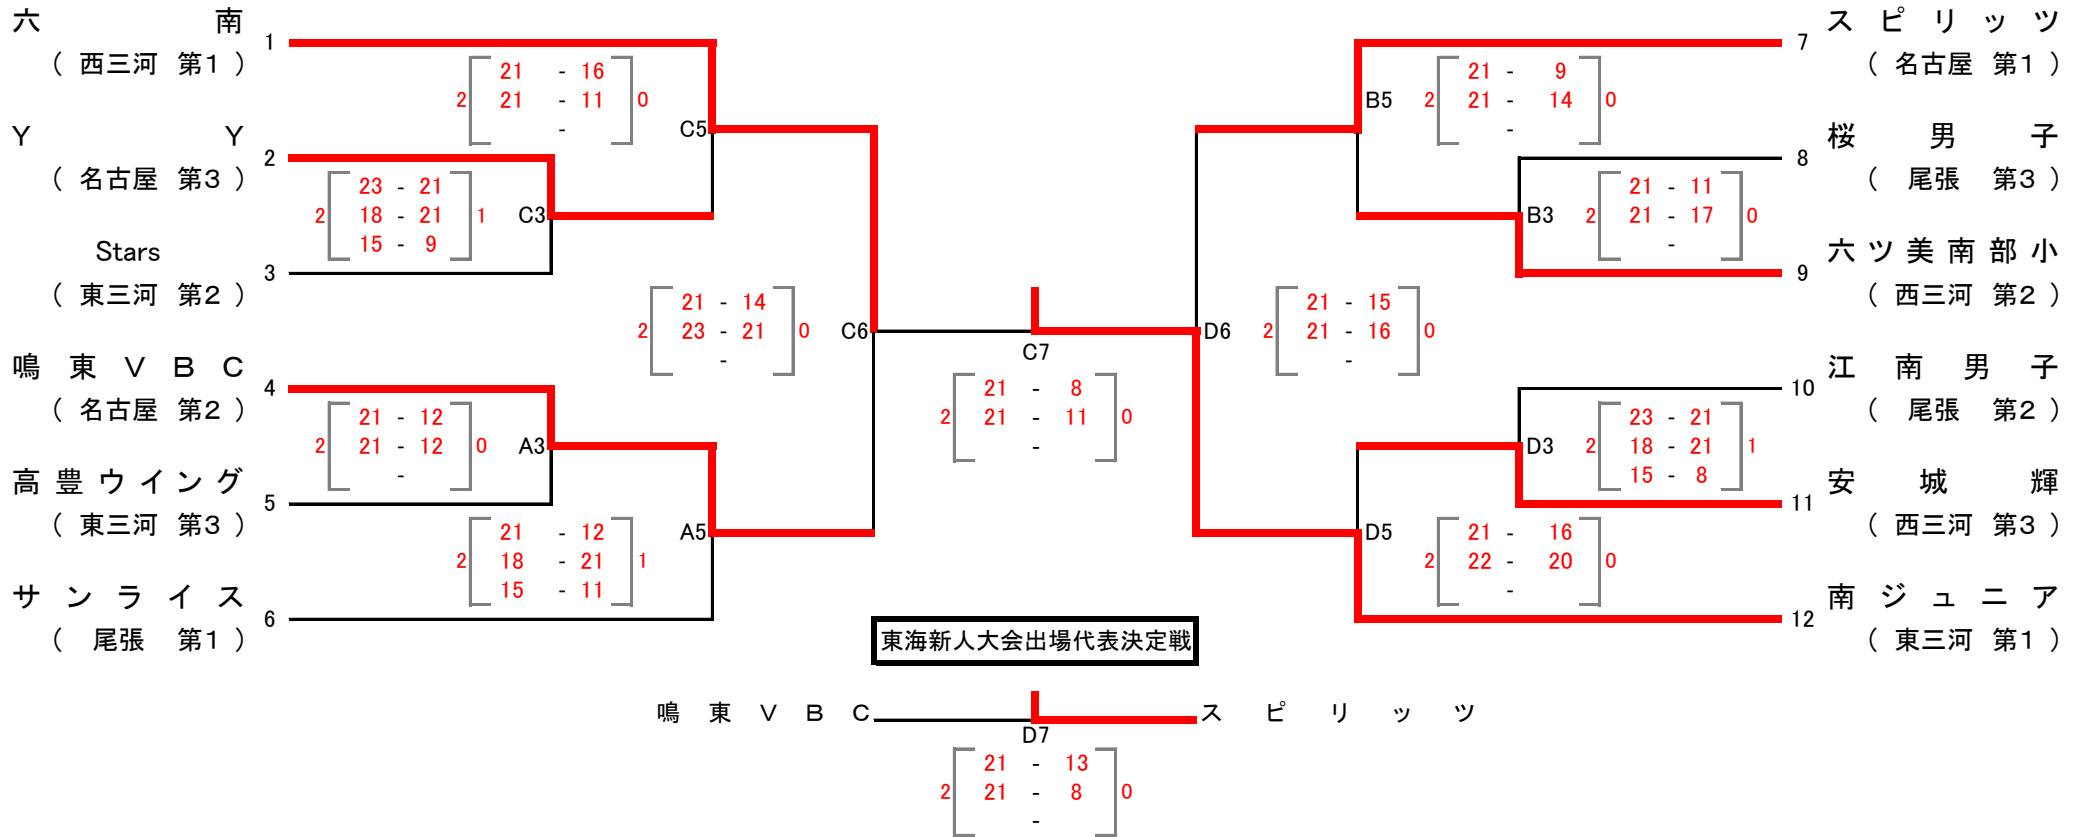 六南
1
（ 西三河 第1 ）
21 - 16
2 21 - 11 0
-
C5
ＹＹ
2
（ 名古屋 第3 ）
23 - 21
2 18 - 21 1
15 - 9
C3
Stars
3
（ 東三河 第2 ）
21 - 14
2 23 - 21 0
-
C6
鳴東ＶＢＣ
4
（ 名古屋 第2 ）
21 - 12
2 21 - 12 0
-
A3
高豊ウイング
5
（ 東三河 第3 ）
21 - 12
2 18 - 21 1
15 - 11
A5
サンライズ
6
（ 尾張 第1 ）
C7
21 - 8
2 21 - 11 0
-
スピリッツ
7
（ 名古屋 第1 ）
B5
21 - 9
2 21 - 14 0
-
桜男子
8
（ 尾張 第3 ）
B3
21 - 11
2 21 - 17 0
-
六ツ美南部小
9
（ 西三河 第2 ）
D6
21 - 15
2 21 - 16 0
-
江南男子
10
（ 尾張 第2 ）
D3
23 - 21
2 18 - 21 1
15 - 8
安城輝
11
（ 西三河 第3 ）
D5
21 - 16
2 22 - 20 0
-
南ジュニア
12
（ 東三河 第1 ）
東海新人大会出場代表決定戦
鳴東ＶＢＣ スピリッツ
D7
21 - 13
2 21 - 8 0
-